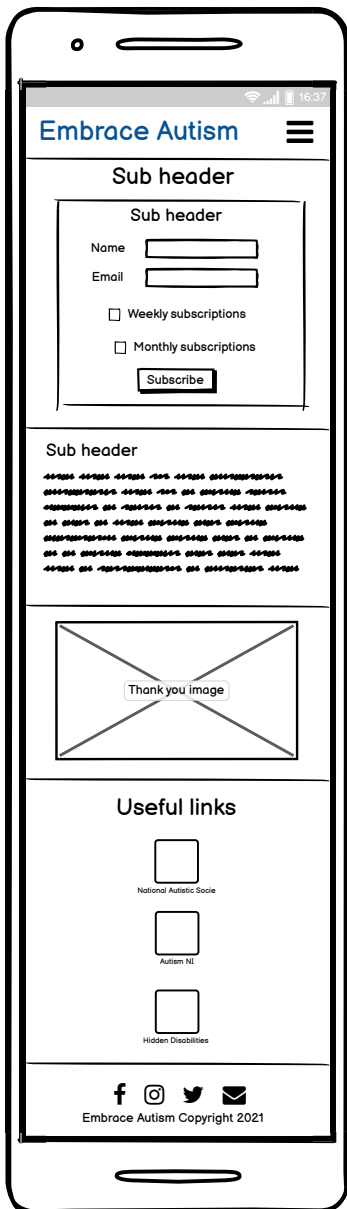 16:37
Embrace Autism
Sub header
Sub header
Name
Email
Weekly subscriptions
Monthly subscriptions
Subscribe
Sub header
Thank you image
Useful links
National Autistic Socie
Autism NI
Hidden Disabilities
Embrace Autism Copyright 2021